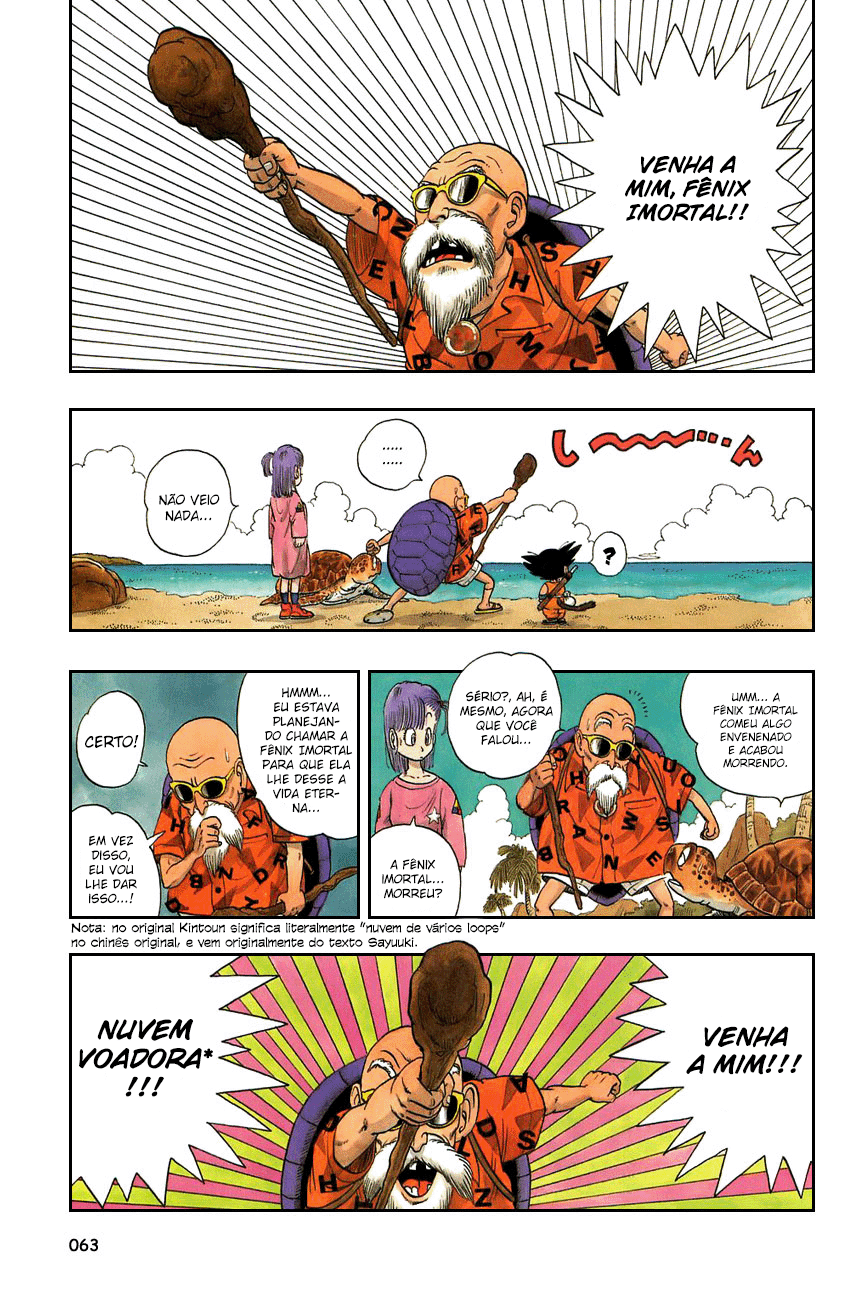 VENHA A
MIM, FÊNIX
IMORTAL!!
し〜〜…ん
?
.....
.....
NÃO VEIO
NADA...
UMM... A
FÊNIX IMORTAL
COMEU ALGO
ENVENENADO
E ACABOU
MORRENDO.
SÉRIO?, AH, É
MESMO, AGORA
QUE VOCÊ
FALOU...
A FÊNIX
IMORTAL...
MORREU?
HMMM...
EU ESTAVA
PLANEJAN-
DO CHAMAR A
FÊNIX IMORTAL
PARA QUE ELA
LHE DESSE A
VIDA ETER-
NA...
CERTO!
EM VEZ
DISSO,
EU VOU
LHE DAR
ISSO...!
Nota: no original Kintoun significa literalmente "nuvem de vários loops"
no chinês original, e vem originalmente do texto Sayuuki.
VENHA
A MIM!!!
NUVEM
VOADORA*
!!!
063